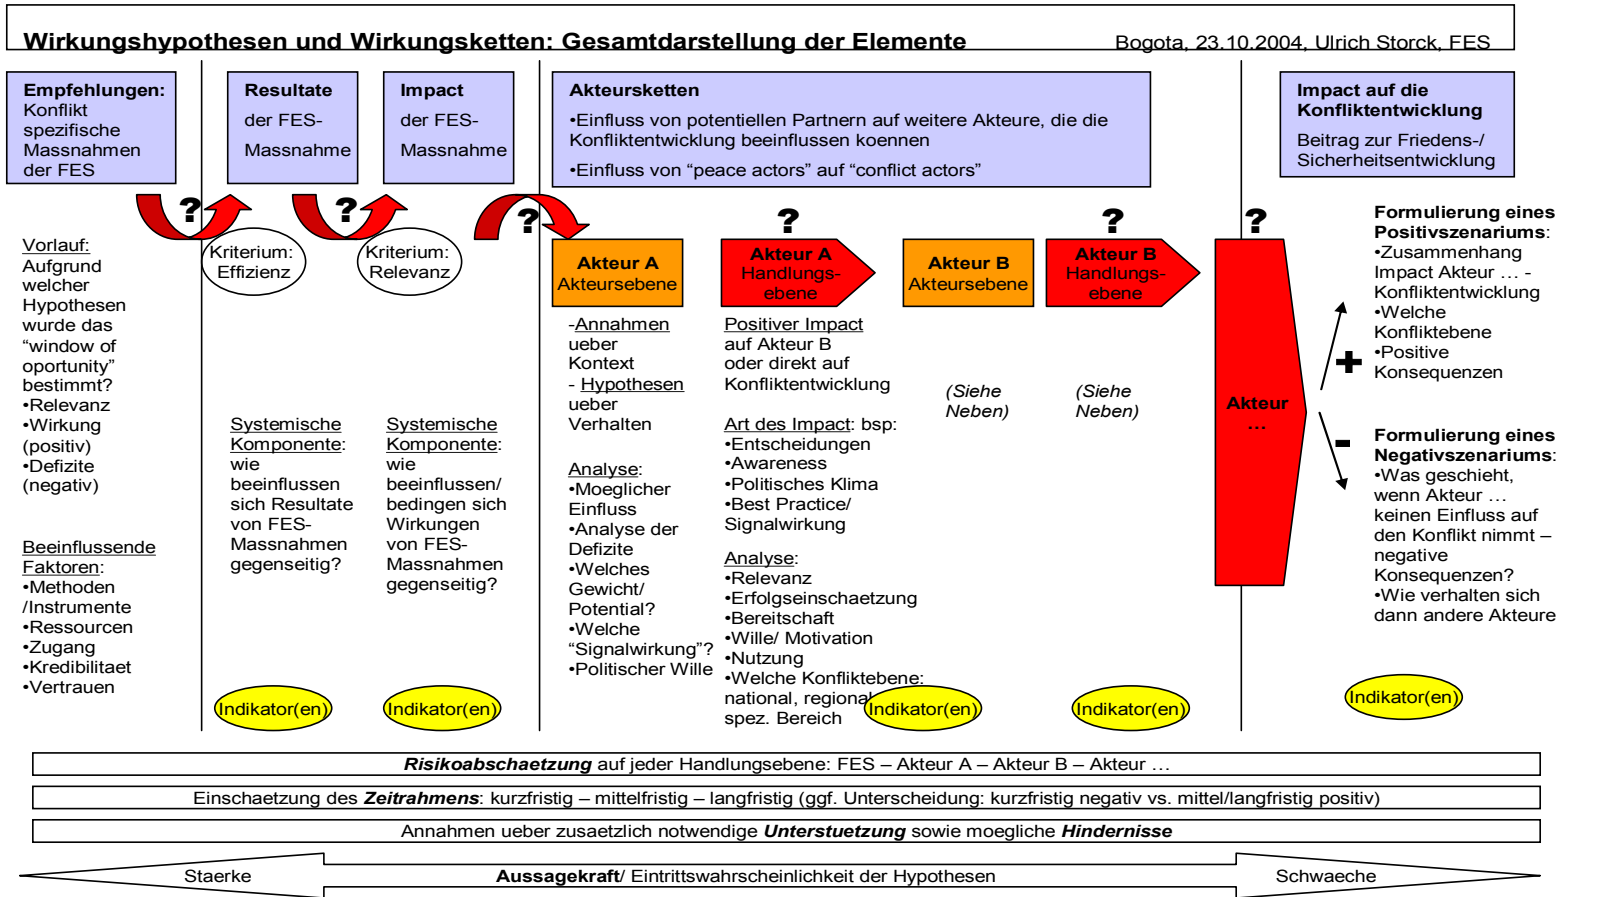 Wirkungshypothesen und Wirkungsketten: Gesamtdarstellung der Elemente
Bogota, 23.10.2004, Ulrich Storck, FES
Empfehlungen:
Konflikt
spezifische
Massnahmen
der FES
Resultate
der FES-
Massnahme
Impact
der FES-
Massnahme
Akteursketten
•Einfluss von potentiellen Partnern auf weitere Akteure, die die
Konfliktentwicklung beeinflussen koennen
•Einfluss von “peace actors” auf “conflict actors”
Impact auf die
Konfliktentwicklung
Beitrag zur Friedens-/
Sicherheitsentwicklung
?
?
?
?
?
?
Vorlauf:
Aufgrund
welcher
Hypothesen
wurde das
“window of
oportunity”
bestimmt?
•Relevanz
•Wirkung
(positiv)
•Defizite
(negativ)
Beeinflussende
Faktoren:
•Methoden
/Instrumente
•Ressourcen
•Zugang
•Kredibilitaet
•Vertrauen
Kriterium:
Effizienz
Systemische
Komponente:
wie
beeinflussen
sich Resultate
von FES-
Massnahmen
gegenseitig?
Indikator(en)
Kriterium:
Relevanz
Systemische
Komponente:
wie
beeinflussen/
bedingen sich
Wirkungen
von FES-
Massnahmen
gegenseitig?
Indikator(en)
Akteur A
Akteursebene
-Annahmen
ueber
Kontext
- Hypothesen
ueber
Verhalten
Analyse:
•Moeglicher
Einfluss
•Analyse der
Defizite
•Welches
Gewicht/
Potential?
•Welche
“Signalwirkung”?
•Politischer Wille
Akteur A
Handlungs-
ebene
Positiver Impact
auf Akteur B
oder direkt auf
Konfliktentwicklung
Art des Impact: bsp:
•Entscheidungen
•Awareness
•Politisches Klima
•Best Practice/
Signalwirkung
Analyse:
•Relevanz
•Erfolgseinschaetzung
•Bereitschaft
•Wille/ Motivation
•Nutzung
•Welche Konfliktebene:
national, regional
spez. Bereich
Akteur B
Akteursebene
(Siehe
Neben)
Indikator(en)
Akteur B
Handlungs-
ebene
(Siehe
Neben)
Indikator(en)
Akteur
…
+
-
Formulierung eines
Positivszenariums:
•Zusammenhang
Impact Akteur … -
Konfliktentwicklung
•Welche
Konfliktebene
•Positive
Konsequenzen
Formulierung eines
Negativszenariums:
•Was geschieht,
wenn Akteur …
keinen Einfluss auf
den Konflikt nimmt –
negative
Konsequenzen?
•Wie verhalten sich
dann andere Akteure
Indikator(en)
Risikoabschaetzung auf jeder Handlungsebene: FES – Akteur A – Akteur B – Akteur …
Einschaetzung des Zeitrahmens: kurzfristig – mittelfristig – langfristig (ggf. Unterscheidung: kurzfristig negativ vs. mittel/langfristig positiv)
Annahmen ueber zusaetzlich notwendige Unterstuetzung sowie moegliche Hindernisse
Staerke
Aussagekraft/ Eintrittswahrscheinlichkeit der Hypothesen
Schwaeche